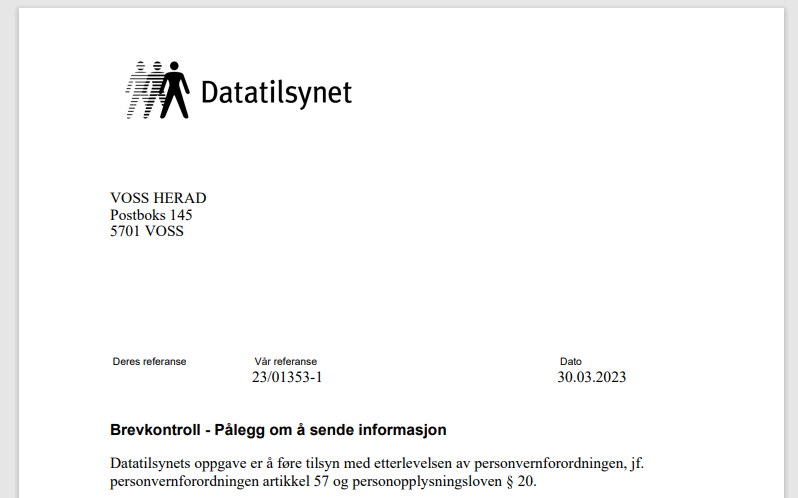 Datatilsynet
VOSS HERAD
Postboks 145
5701 VOSS
Deres referanse
Vår referanse
Dato
23/01353-1
30.03.2023
Brevkontroll - Pålegg om å sende informasjon
Datatilsynets oppgave er å føre tilsyn med etterlevelsen av personvernforordningen, jf.
personvernforordningen artikkel 57 og personopplysningsloven § 20.